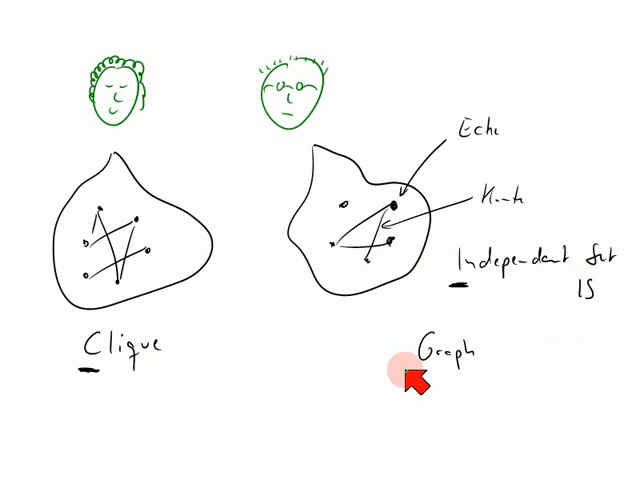 Ecke
Kante
Independent Set
IS
Clique
Graph